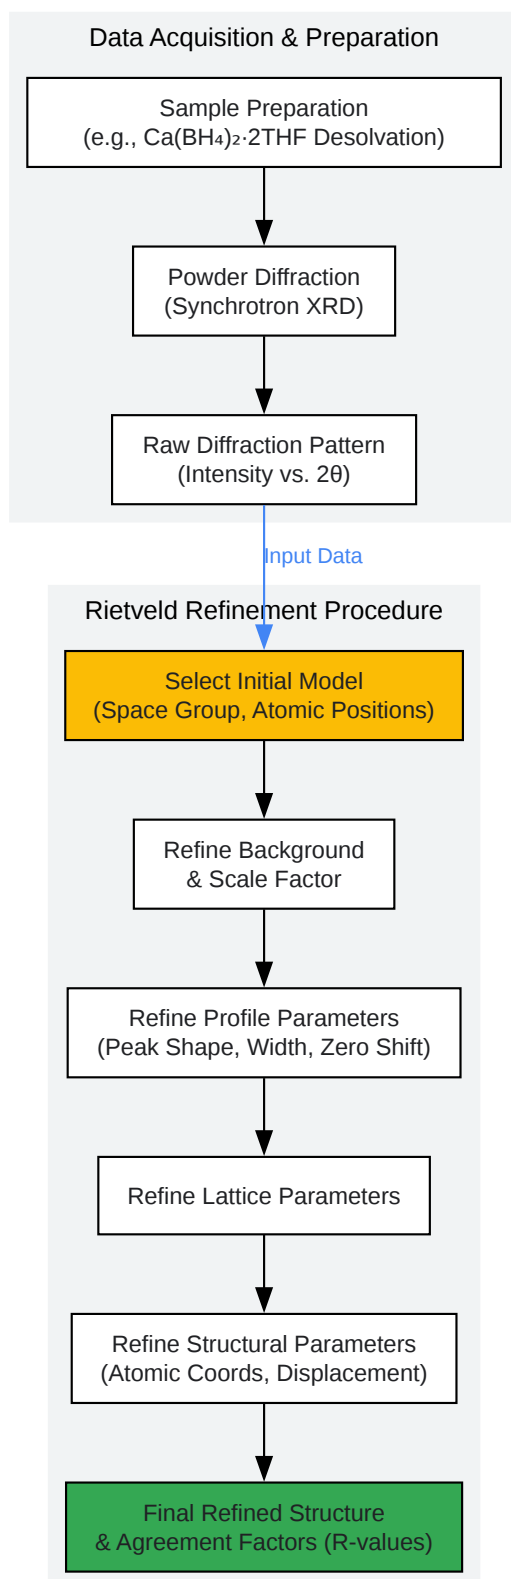 Data Acquisition & Preparation
Sample Preparation
(e.g., Ca(BH₄)₂·2THF Desolvation)
Powder Diffraction
(Synchrotron XRD)
Raw Diffraction Pattern
(Intensity vs. 2θ)
Input Data
Rietveld Refinement Procedure
Select Initial Model
(Space Group, Atomic Positions)
Refine Background
& Scale Factor
Refine Profile Parameters
(Peak Shape, Width, Zero Shift)
Refine Lattice Parameters
Refine Structural Parameters
(Atomic Coords, Displacement)
Final Refined Structure
& Agreement Factors (R-values)